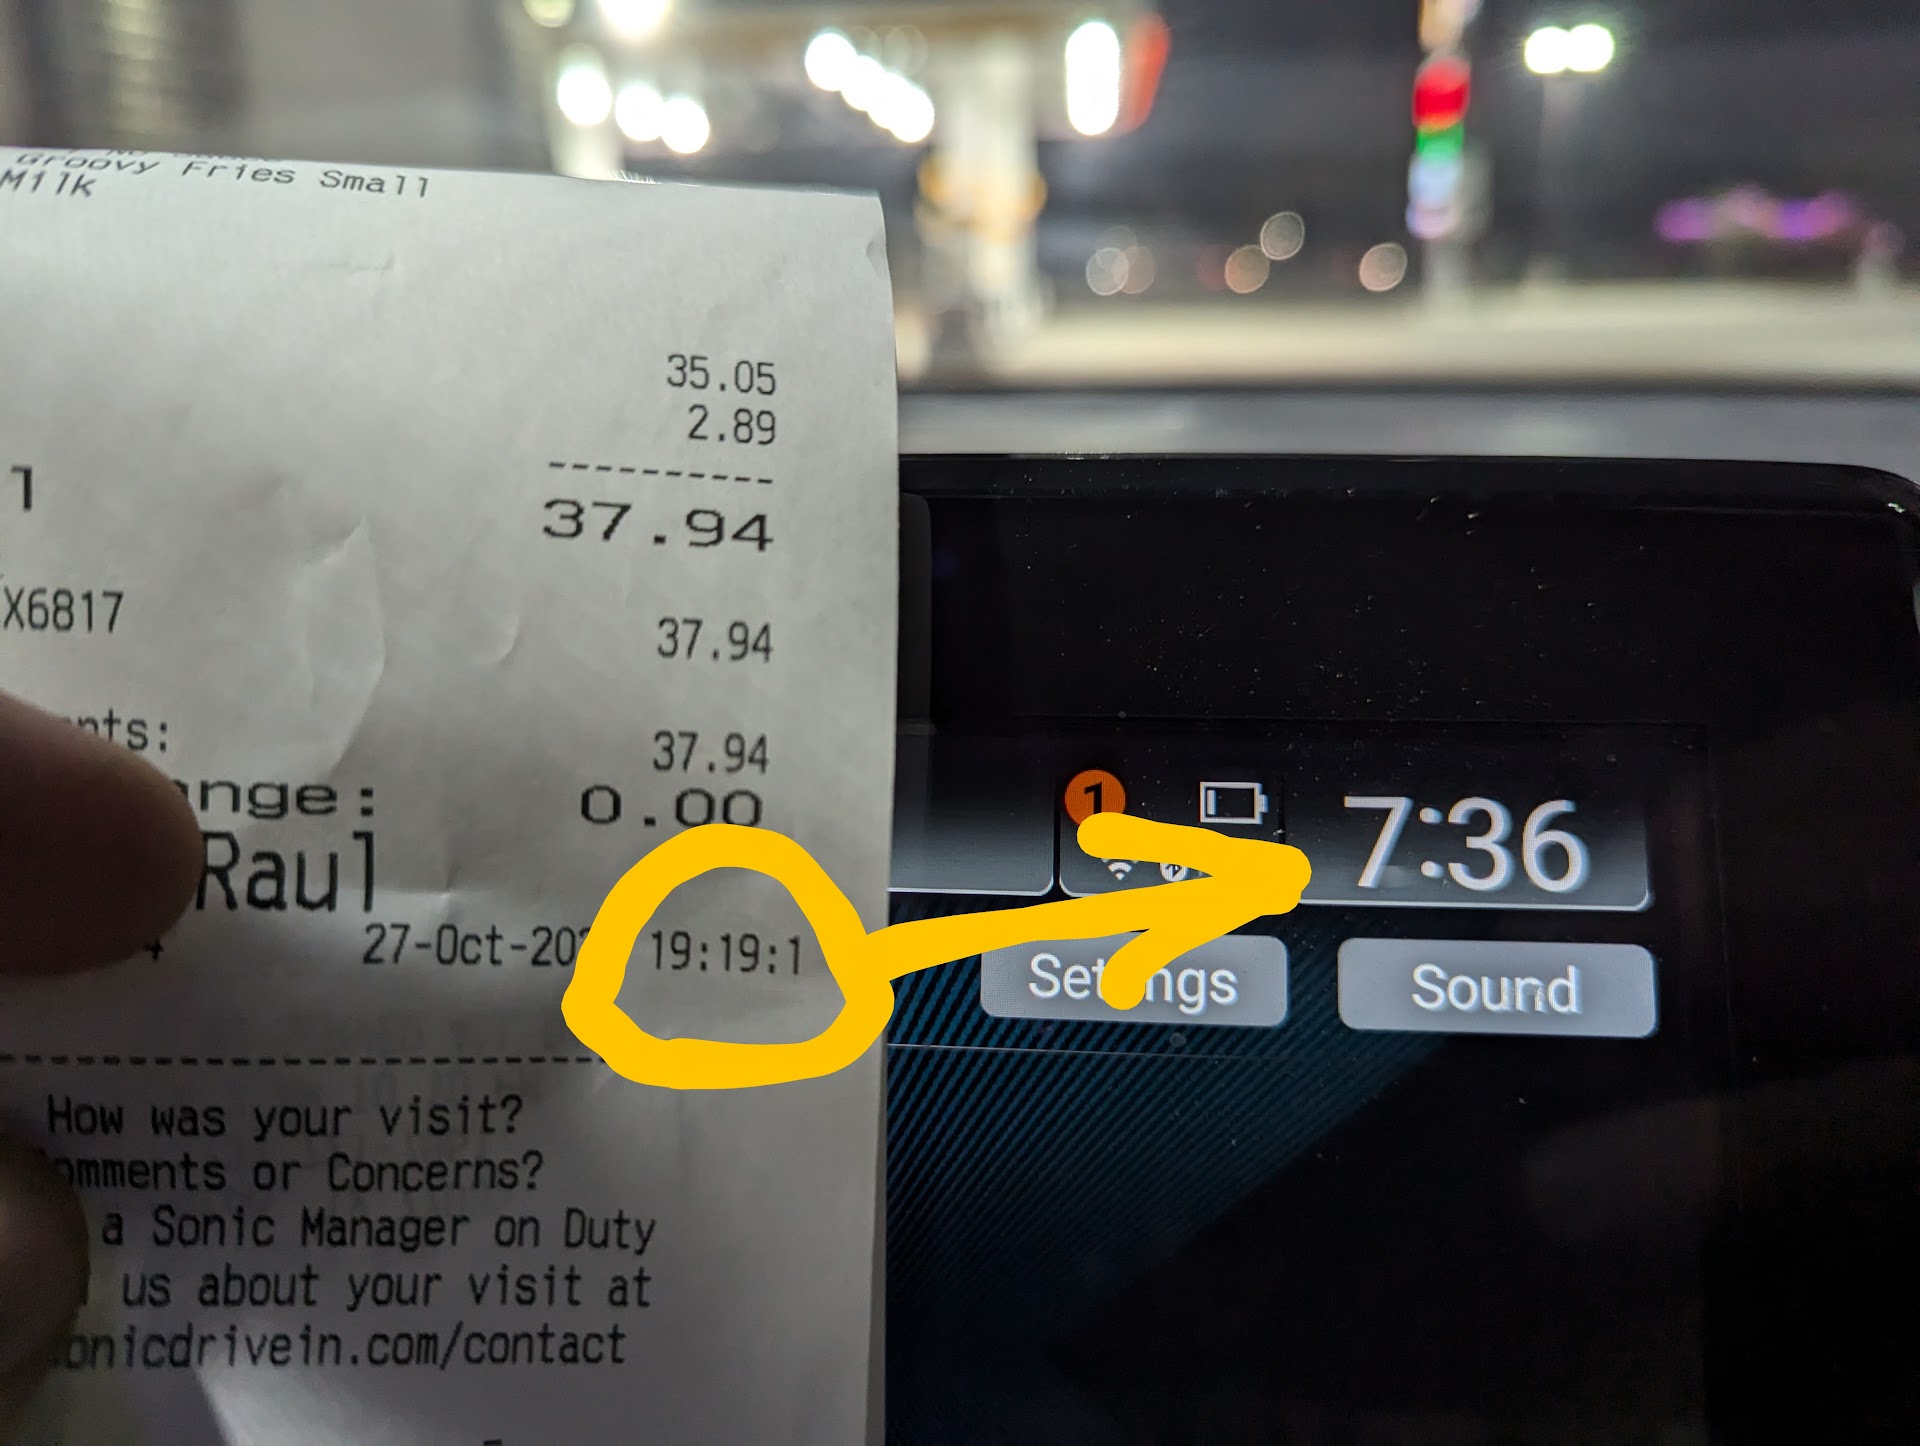 Groovy Fries Small
Milk
35.05
2.89
----------
1 37.94
X6817 37.94
nts: 37.94
nge: 0.00
Raul
27-Oct-20 19:19:1
How was your visit?
omments or Concerns?
a Sonic Manager on Duty
us about your visit at
onicdrivein.com/contact
1
7:36
Settings
Sound